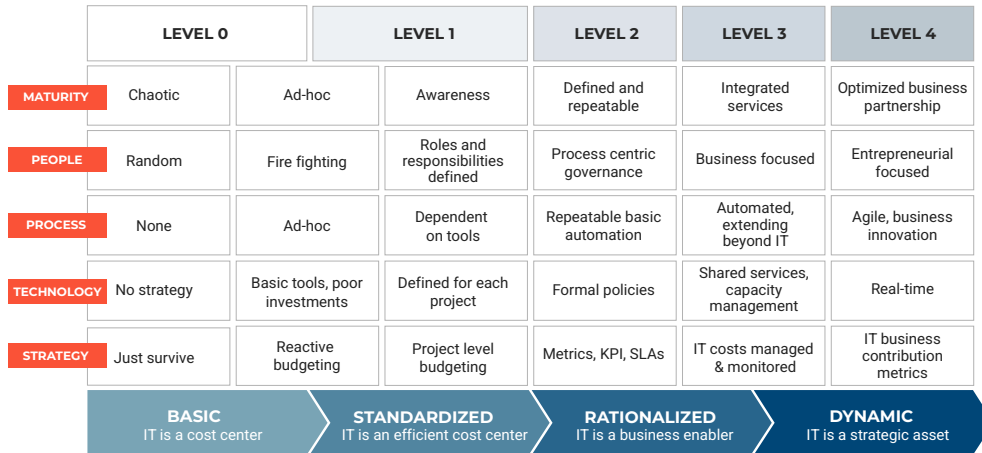 LEVEL 0
LEVEL 1
LEVEL 2
LEVEL 3
LEVEL 4
MATURITY
Chaotic
Ad-hoc
Awareness
Defined and
repeatable
Integrated
services
Optimized business
partnership
PEOPLE
Random
Fire fighting
Roles and
responsibilities
defined
Process centric
governance
Business focused
Entrepreneurial
focused
PROCESS
None
Ad-hoc
Dependent
on tools
Repeatable basic
automation
Automated,
extending
beyond IT
Agile, business
innovation
TECHNOLOGY
No strategy
Basic tools, poor
investments
Defined for each
project
Formal policies
Shared services,
capacity
management
Real-time
STRATEGY
Just survive
Reactive
budgeting
Project level
budgeting
Metrics, KPI, SLAs
IT costs managed
& monitored
IT business
contribution
metrics
BASIC
IT is a cost center
STANDARDIZED
IT is an efficient cost center
RATIONALIZED
IT is a business enabler
DYNAMIC
IT is a strategic asset